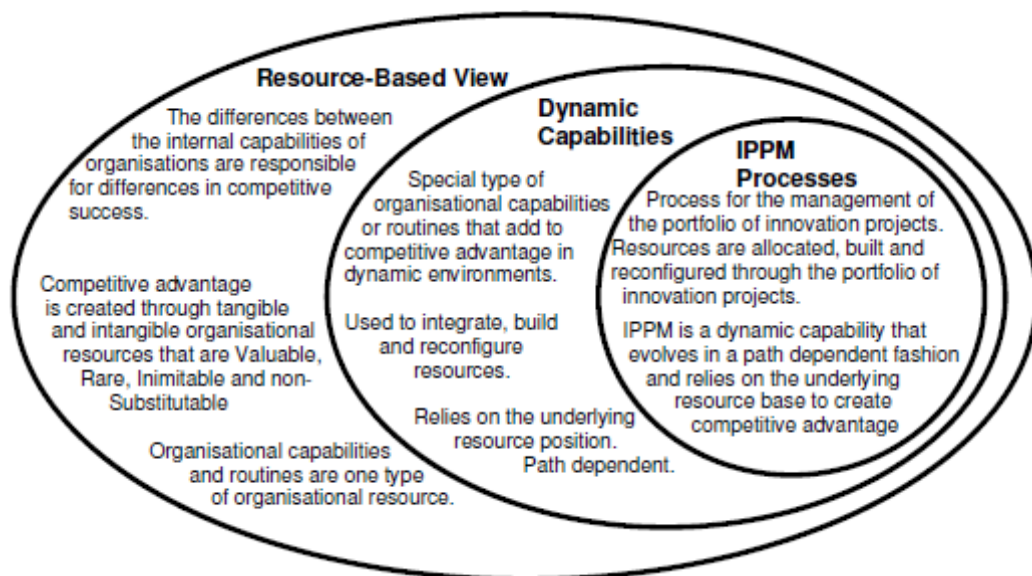 Resource-Based View
The differences between
the internal capabilities of
organisations are responsible
for differences in competitive
success.
Competitive advantage
is created through tangible
and intangible organisational
resources that are Valuable,
Rare, Inimitable and non-
Substitutable
Organisational capabilities
and routines are one type
of organisational resource.
Dynamic
Capabilities
Special type of
organisational capabilities
or routines that add to
competitive advantage in
dynamic environments.
Used to integrate, build
and reconfigure
resources.
Relies on the underlying
resource position.
Path dependent.
IPPM
Processes
Process for the management of
the portfolio of innovation projects.
Resources are allocated, built and
reconfigured through the portfolio of
innovation projects.
IPPM is a dynamic capability that
evolves in a path dependent fashion
and relies on the underlying
resource base to create
competitive advantage